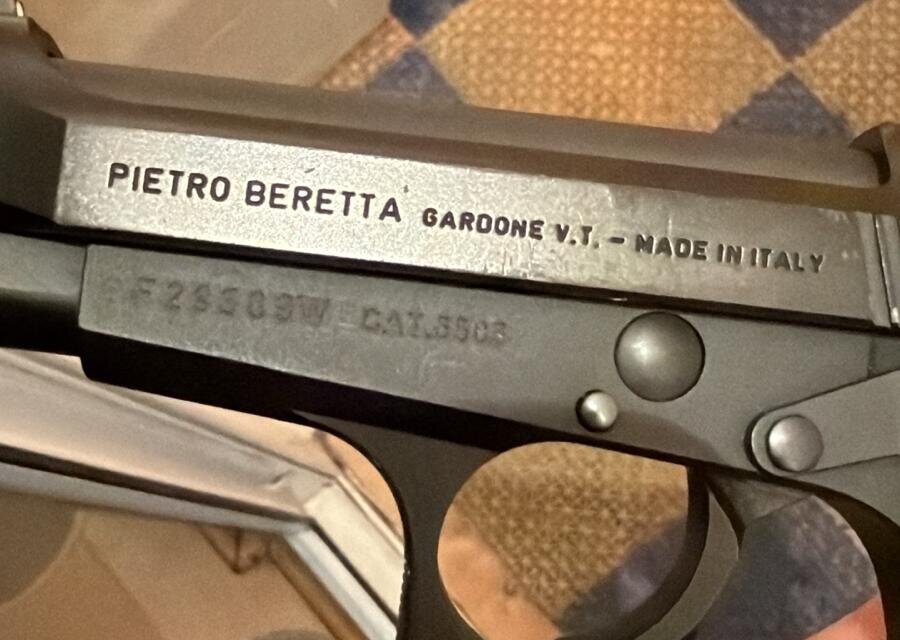 PIETRO BERETTA GARDONE V.T. - MADE IN ITALY